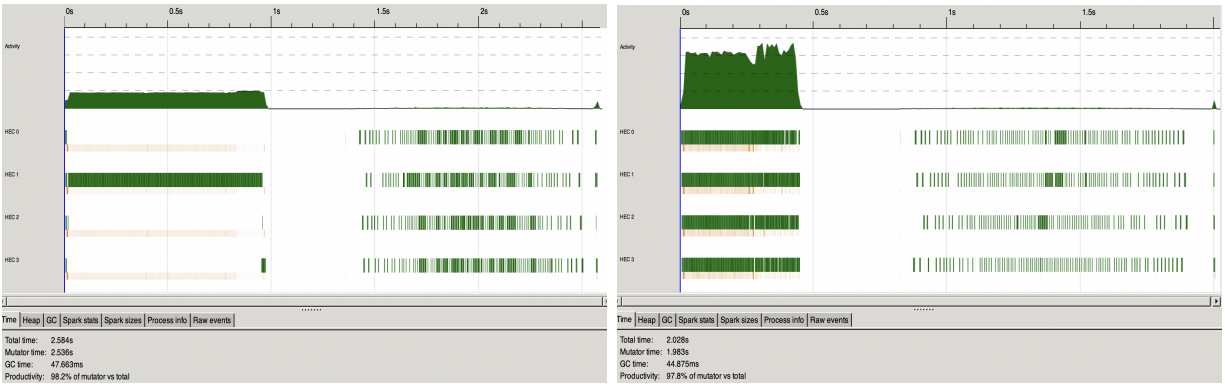 0s 0.5s 1s 1.5s 2s
Activity
HEC 0
HEC 1
HEC 2
HEC 3
Time Heap GC Spark stats Spark sizes Process info Raw events
Total time: 2.584s
Mutator time: 2.536s
GC time: 47.663ms
Productivity: 98.2% of mutator vs total
0s 0.5s 1s 1.5s
Activity
HEC 0
HEC 1
HEC 2
HEC 3
Time Heap GC Spark stats Spark sizes Process info Raw events
Total time: 2.028s
Mutator time: 1.983s
GC time: 44.875ms
Productivity: 97.8% of mutator vs total